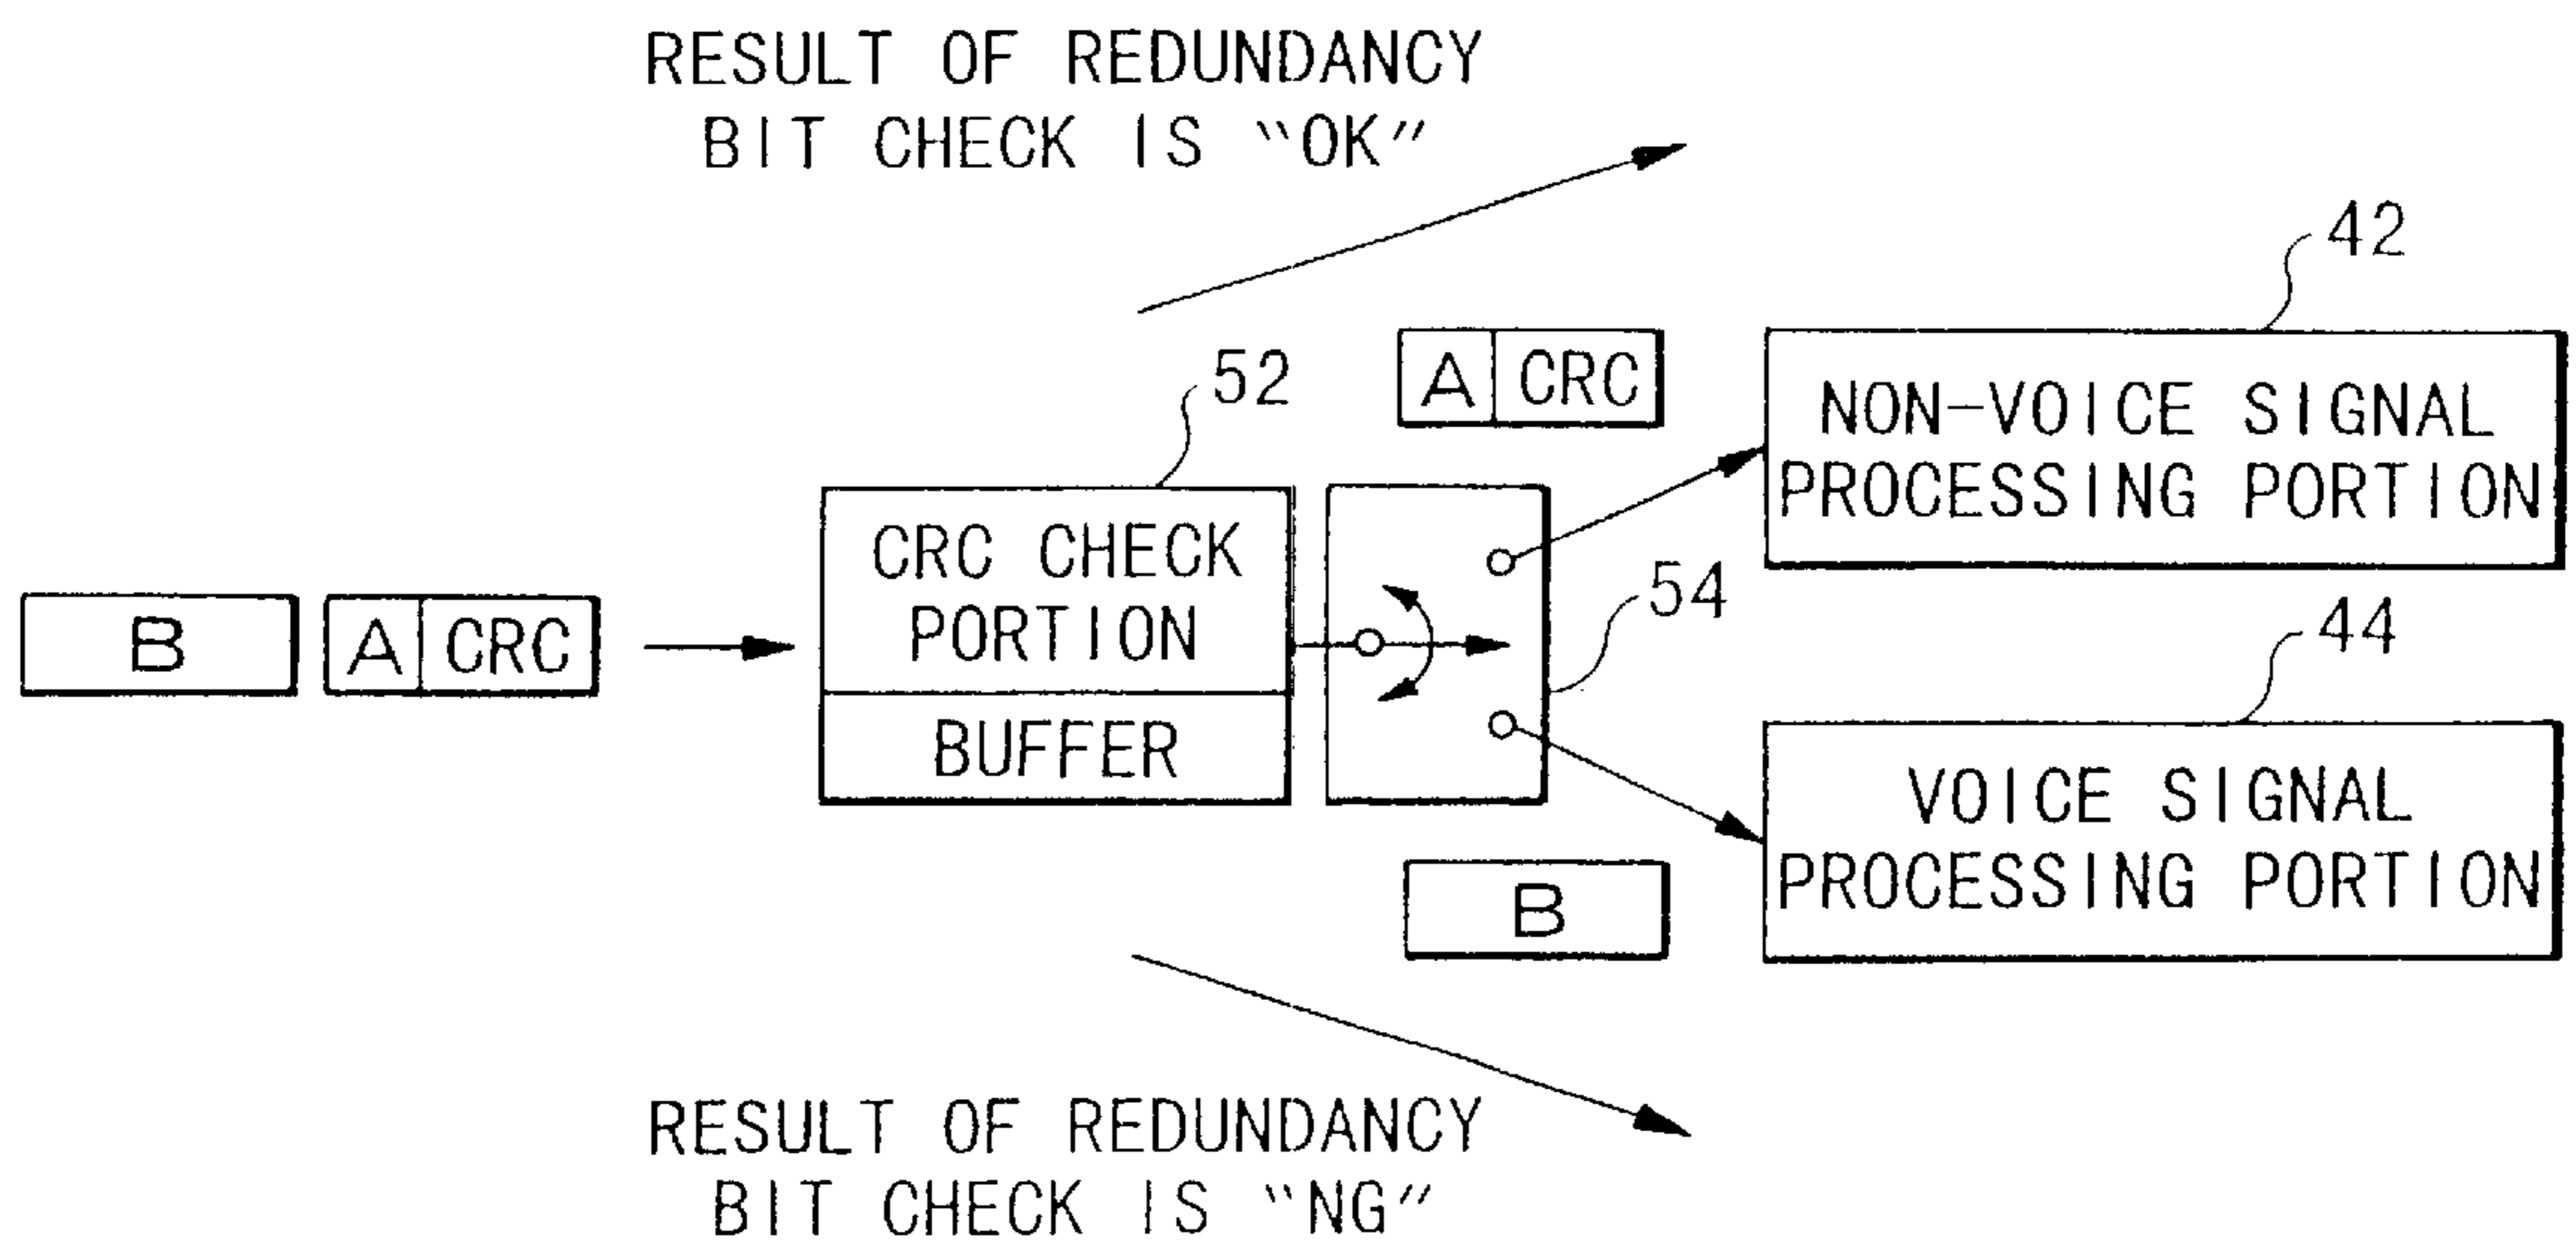 RESULT OF REDUNDANCY
BIT CHECK IS "OK"
42
52
A CRC
NON-VOICE SIGNAL
PROCESSING PORTION
CRC CHECK
PORTION
BUFFER
54
B
A CRC
44
VOICE SIGNAL
PROCESSING PORTION
B
RESULT OF REDUNDANCY
BIT CHECK IS "NG"